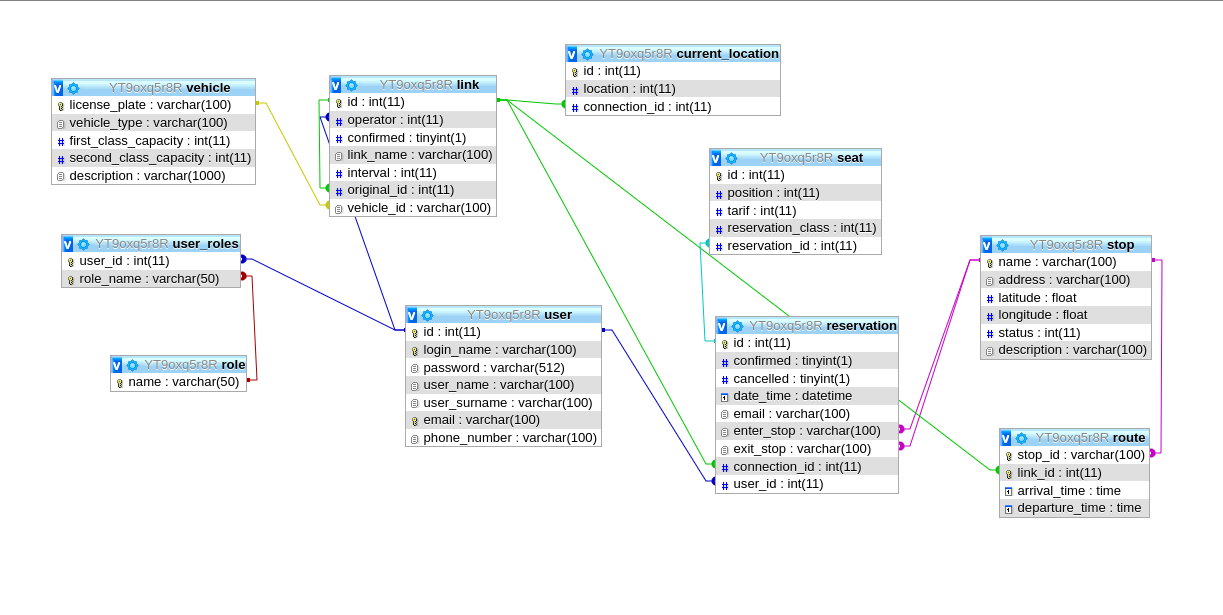 YT9oxq5r8R vehicle
license_plate : varchar(100)
vehicle_type : varchar(100)
first_class_capacity : int(11)
second_class_capacity : int(11)
description : varchar(1000)
YT9oxq5r8R link
id : int(11)
operator : int(11)
confirmed : tinyint(1)
link_name : varchar(100)
interval : int(11)
original_id : int(11)
vehicle_id : varchar(100)
YT9oxq5r8R current_location
id : int(11)
location : int(11)
connection_id : int(11)
YT9oxq5r8R seat
id : int(11)
position : int(11)
tarif : int(11)
reservation_class : int(11)
reservation_id : int(11)
YT9oxq5r8R user_roles
user_id : int(11)
role_name : varchar(50)
YT9oxq5r8R role
name : varchar(50)
YT9oxq5r8R user
id : int(11)
login_name : varchar(100)
password : varchar(512)
user_name : varchar(100)
user_surname : varchar(100)
email : varchar(100)
phone_number : varchar(100)
YT9oxq5r8R reservation
id : int(11)
confirmed : tinyint(1)
cancelled : tinyint(1)
date_time : datetime
email : varchar(100)
enter_stop : varchar(100)
exit_stop : varchar(100)
connection_id : int(11)
user_id : int(11)
YT9oxq5r8R stop
name : varchar(100)
address : varchar(100)
latitude : float
longitude : float
status : int(11)
description : varchar(100)
YT9oxq5r8R route
stop_id : varchar(100)
link_id : int(11)
arrival_time : time
departure_time : time